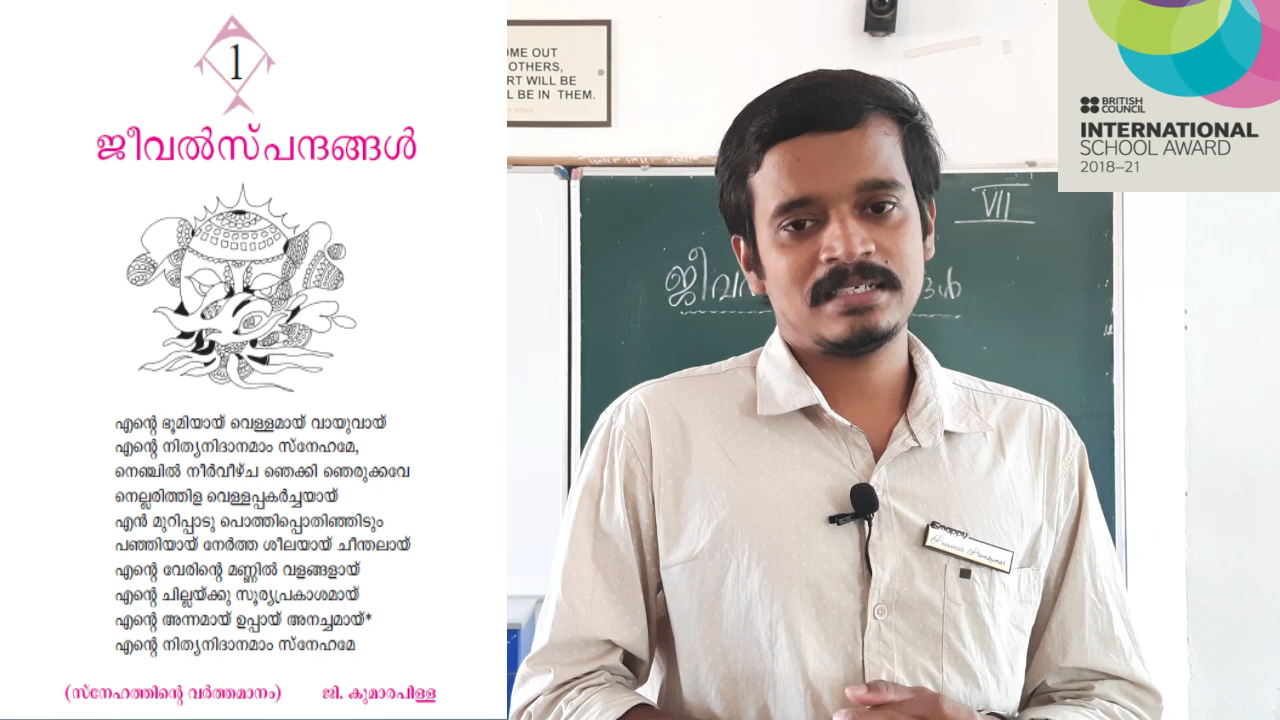 1
ജീവൽസ്പന്ദങ്ങൾ
എന്റെ ഭൂമിയായ് വെള്ളമായ് വായുവായ്
എന്റെ നിത്യനിദാനമാം സ്നേഹമേ,
നെഞ്ചിൽ നീർവീഴ്ച ഞെക്കി ഞെരുക്കവേ
നെല്ലരിത്തിള വെള്ളപ്പകർച്ചയായ്
എൻ മുറിപ്പാടു പൊത്തിപ്പൊതിഞ്ഞിടും
പഞ്ഞിയായ് നേർത്ത ശീലയായ് ചീന്തലായ്
എന്റെ വേരിന്റെ മണ്ണിൽ വളങ്ങളായ്
എന്റെ ചില്ലയ്ക്കു സൂര്യപ്രകാശമായ്
എന്റെ അന്നമായ് ഉപ്പായ് അനച്ചമായ്*
എന്റെ നിത്യനിദാനമാം സ്നേഹമേ
(സ്നേഹത്തിന്റെ വർത്തമാനം) ജി. കുമാരപിള്ള
OME OUT
OTHERS,
RT WILL BE
L BE IN THEM.
VII
BRITISH
COUNCIL
INTERNATIONAL
SCHOOL AWARD
2018–21